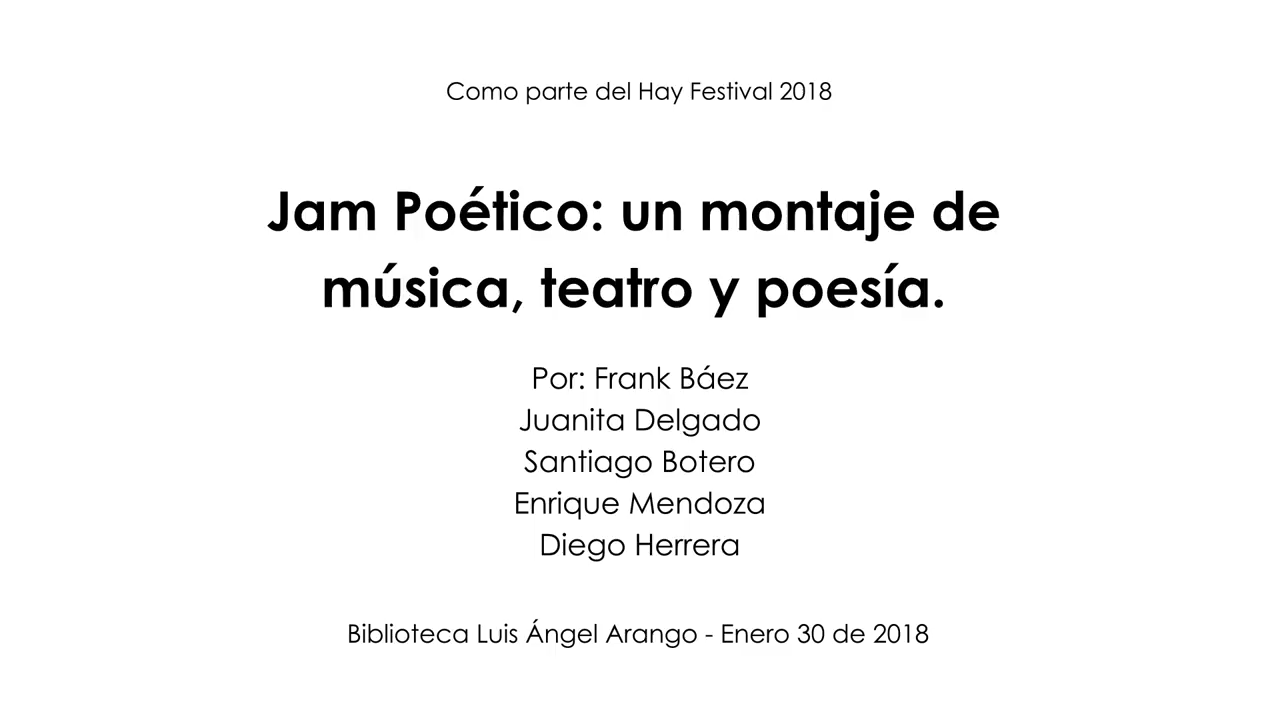 Como parte del Hay Festival 2018
Jam Poético: un montaje de
música, teatro y poesía.
Por: Frank Báez
Juanita Delgado
Santiago Botero
Enrique Mendoza
Diego Herrera
Biblioteca Luis Ángel Arango - Enero 30 de 2018